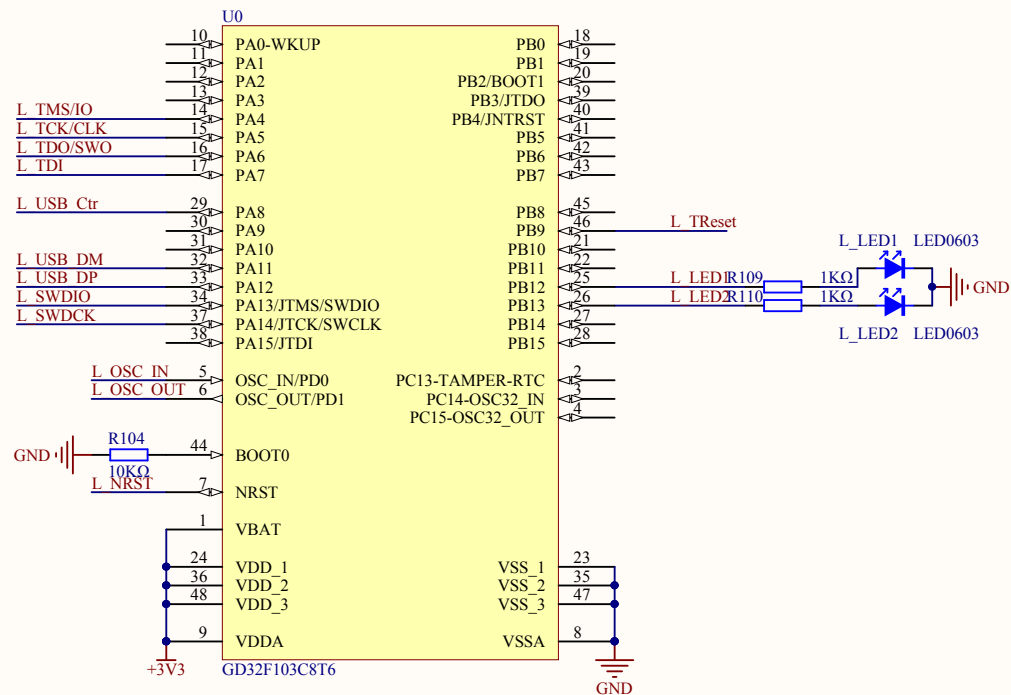 U0
10 PA0-WKUP PB0 18
11 PA1 PB1 19
12 PA2 PB2/BOOT1 20
13 PA3 PB3/JTDO 39
L_TMS/IO 14 PA4 PB4/JNTRST 40
L_TCK/CLK 15 PA5 PB5 41
L_TDO/SWO 16 PA6 PB6 42
L_TDI 17 PA7 PB7 43
L_USB_Ctr 29 PA8 PB8 45
30 PA9 PB9 46 L_TReset
31 PA10 PB10 21
L_USB_DM 32 PA11 PB11 22
L_USB_DP 33 PA12 PB12 25 L_LED1 R109 1KΩ
L_SWDIO 34 PA13/JTMS/SWDIO PB13 26 L_LED2 R110 1KΩ
L_SWDCK 37 PA14/JTCK/SWCLK PB14 27
38 PA15/JTDI PB15 28
L_LED1 LED0603
GND
L_LED2 LED0603
L_OSC_IN 5 OSC_IN/PD0 PC13-TAMPER-RTC 2
L_OSC_OUT 6 OSC_OUT/PD1 PC14-OSC32_IN 3
PC15-OSC32_OUT 4
R104
GND 44 BOOT0
10KΩ
L_NRST 7 NRST
1 VBAT
24 VDD_1 VSS_1 23
36 VDD_2 VSS_2 35
48 VDD_3 VSS_3 47
9 VDDA VSSA 8
+3V3 GD32F103C8T6
GND